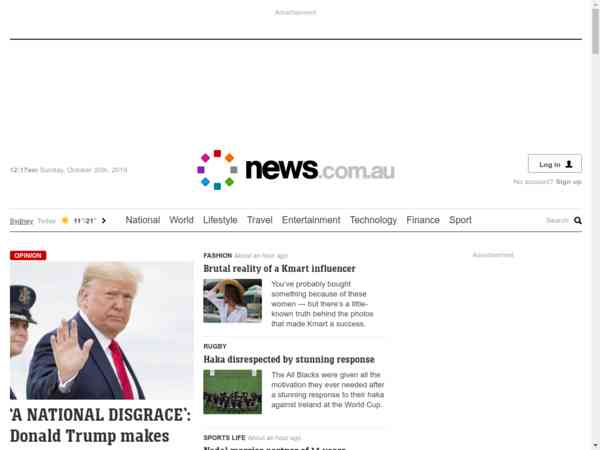 Advertisement
12:17am Sunday, October 20th, 2019
news.com.au
Log in
No account? Sign up
Sydney Today 11°/21° National World Lifestyle Travel Entertainment Technology Finance Sport Search
OPINION
'A NATIONAL DISGRACE':
Donald Trump makes
FASHION About an hour ago
Brutal reality of a Kmart influencer
You've probably bought
something because of these
women — but there's a little-
known truth behind the photos
that made Kmart a success.
RUGBY
Haka disrespected by stunning response
The All Blacks were given all the
motivation they ever needed after
a stunning response to their haka
against Ireland at the World Cup.
SPORTS LIFE About an hour ago
Advertisement